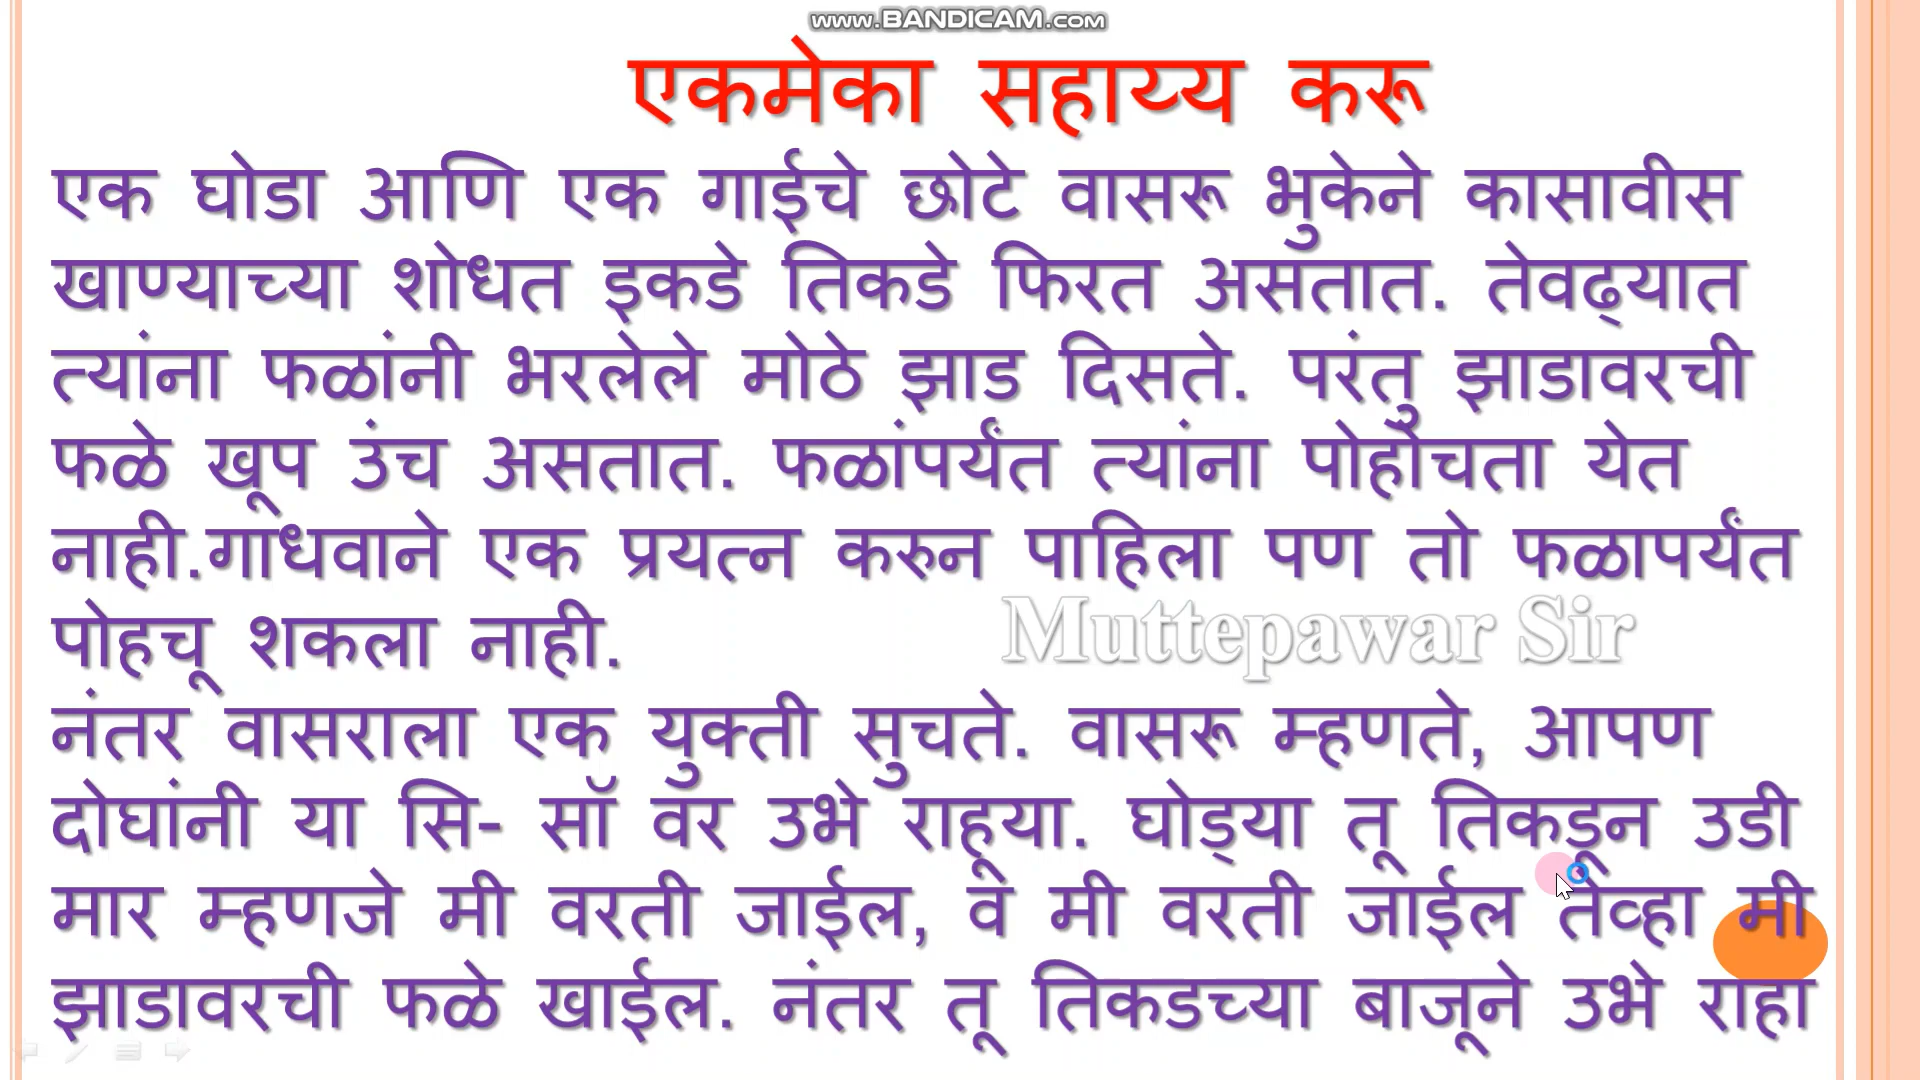 www.BANDICAM.com
एकमेका सहाय्य करू
एक घोडा आणि एक गाईचे छोटे वासरू भुकेने कासावीस
खाण्याच्या शोधत इकडे तिकडे फिरत असतात. तेवढ्यात
त्यांना फळांनी भरलेले मोठे झाड दिसते. परंतु झाडावरची
फळे खूप उंच असतात. फळांपर्यंत त्यांना पोहोचता येत
नाही.गाधवाने एक प्रयत्न करुन पाहिला पण तो फळापर्यंत
पोहचू शकला नाही.
Muttepawar Sir
नंतर वासराला एक युक्ती सुचते. वासरू म्हणते, आपण
दोघांनी या सि- सॉ वर उभे राहूया. घोड्या तू तिकडून उडी
मार म्हणजे मी वरती जाईल, व मी वरती जाईल तेव्हा मी
झाडावरची फळे खाईल. नंतर तू तिकडच्या बाजूने उभे राहा